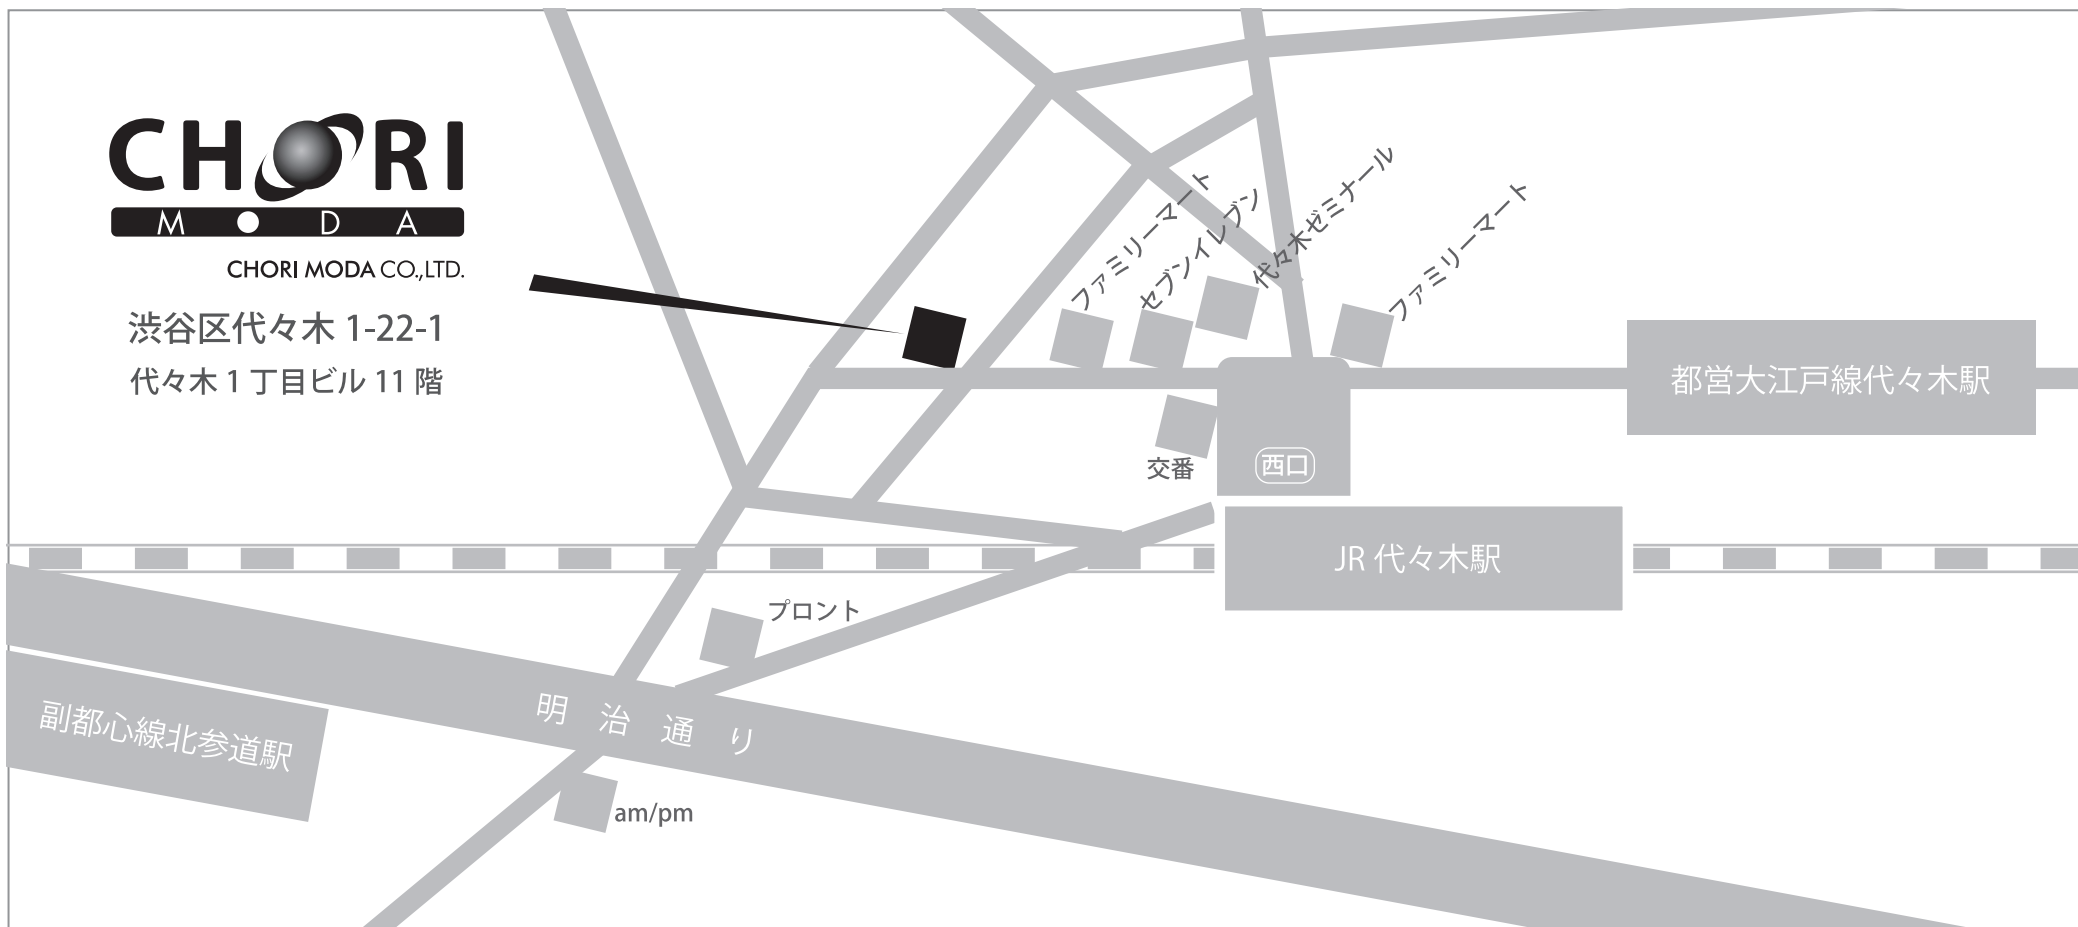 CHORI
MODA
CHORI MODA CO.,LTD.
渋谷区代々木 1-22-1
代々木 1 丁目ビル 11 階
ファミリーマート
セブンイレブン
代々木ゼミナール
ファミリーマート
都営大江戸線代々木駅
交番
西口
JR 代々木駅
プロント
明治通り
副都心線北参道駅
am/pm